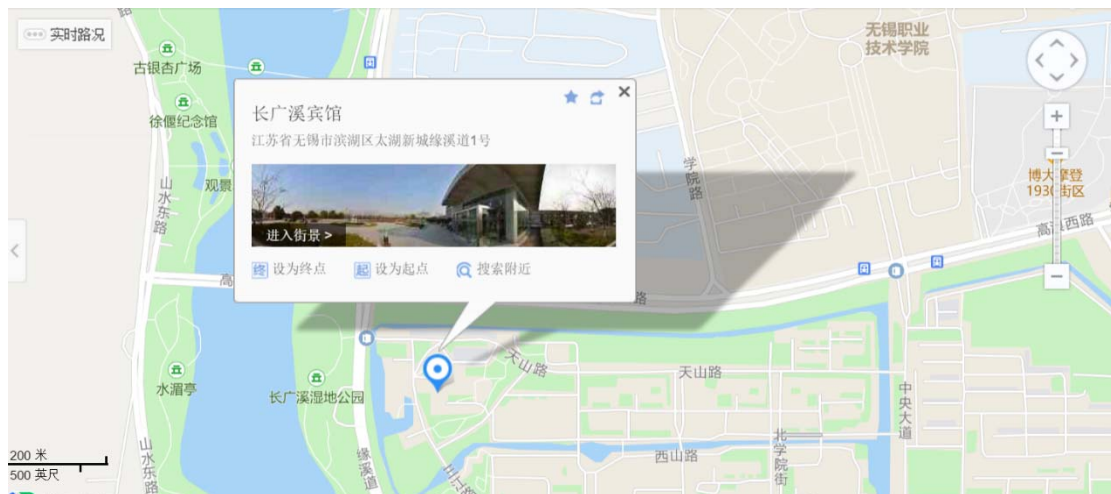 实时路况
无锡职业
技术学院
古银杏广场
徐偃纪念馆
长广溪宾馆
江苏省无锡市滨湖区太湖新城缘溪道1号
进入街景 >
设为终点
起 设为起点
搜索附近
终
山水东路
观景
学院路
博大摩登
1930街区
高浪西路
高
路
水湄亭
长广溪湿地公园
天山路
天山路
中央大道
北学院街
西山路
缘溪道
山水东路
200 米
500 英尺